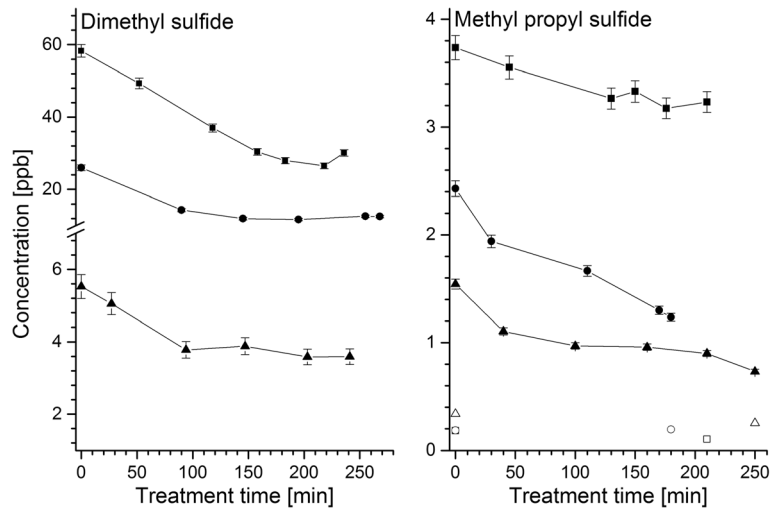 Dimethyl sulfide
Methyl propyl sulfide
Concentration [ppb]
60
40
20
6
4
2
0 50 100 150 200 250
Treatment time [min]
4
3
2
1
0
0 50 100 150 200 250
Treatment time [min]